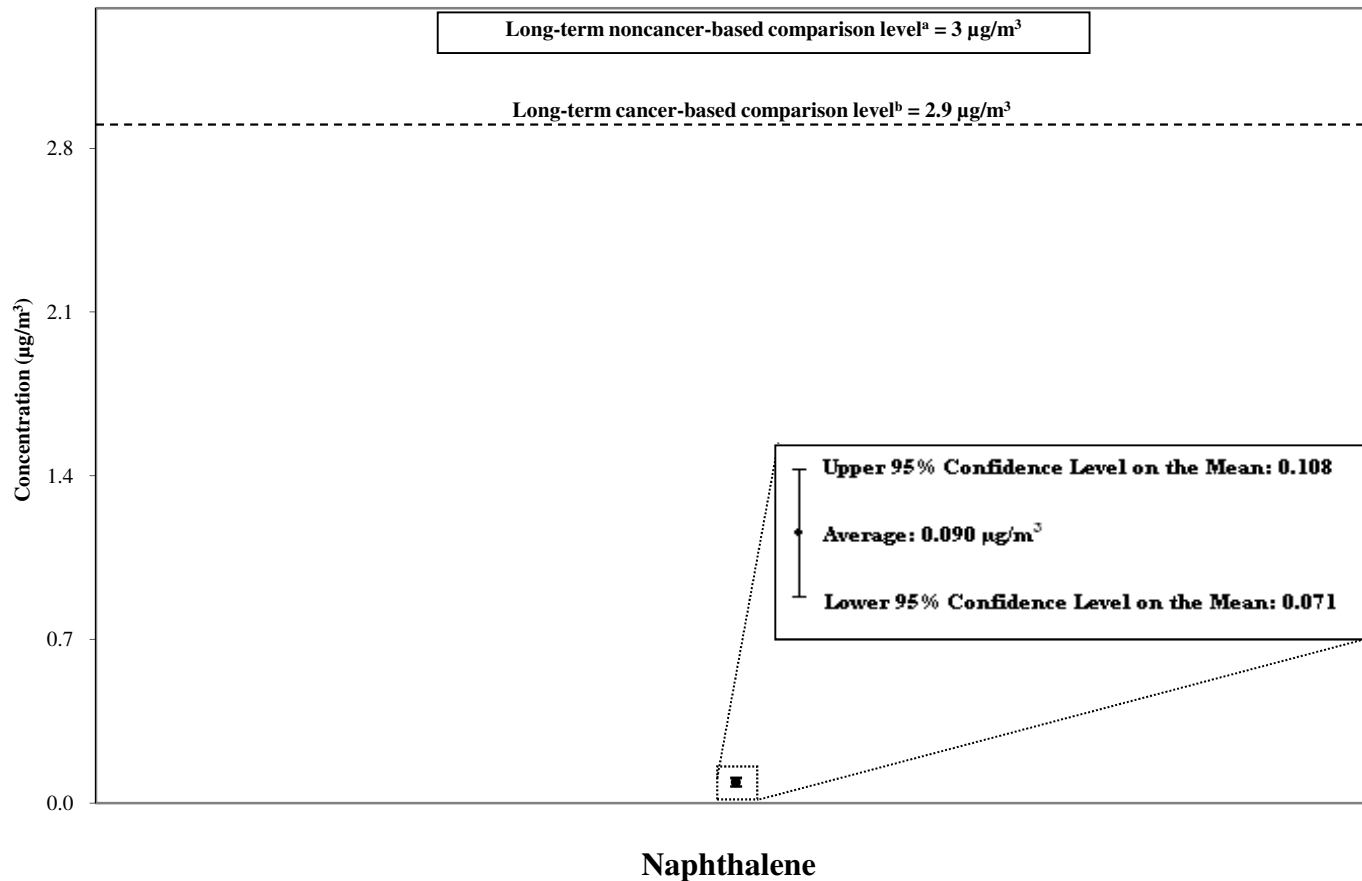 Long-term noncancer-based comparison levelᵃ = 3 µg/m³
Long-term cancer-based comparison levelᵇ = 2.9 µg/m³
2.8
2.1
1.4
0.7
0.0
Concentration (µg/m³)
Upper 95% Confidence Level on the Mean: 0.108
Average: 0.090 µg/m³
Lower 95% Confidence Level on the Mean: 0.071
Naphthalene